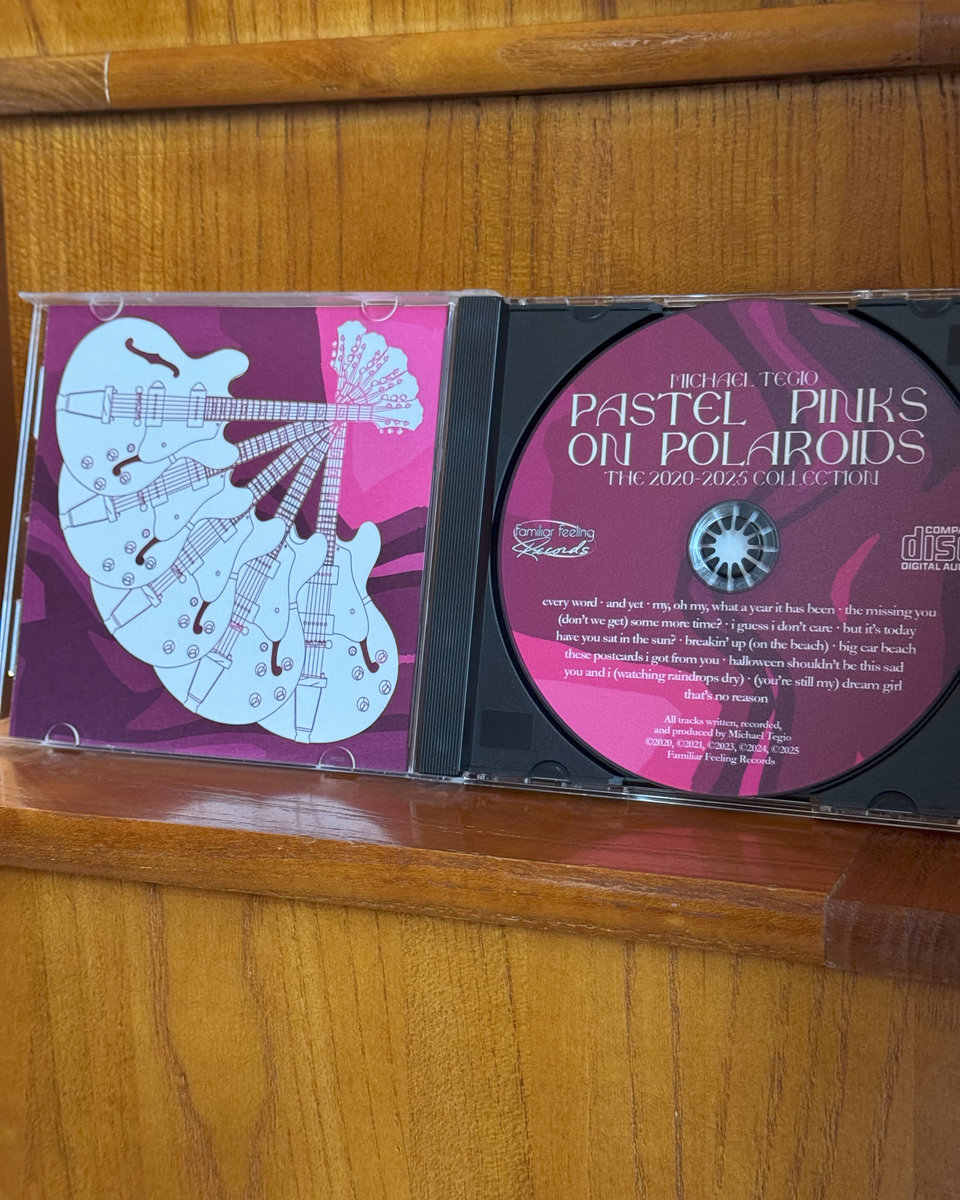 MICHAEL TEGIO
PASTEL PINKS
ON POLAROIDS
THE 2020-2025 COLLECTION
familiar feeling
Records
DIGITAL
every word · and yet · my, oh my, what a year it has been · the missing you
(don't we get) some more time? · i guess i don't care · but it's today
have you sat in the sun? · breakin' up (on the beach) · big car beach
these postcards i got from you · halloween shouldn't be this sad
you and i (watching raindrops dry) · (you're still my) dream girl
that's no reason
All tracks written, recorded,
and produced by Michael Tegio
©2020, ©2021, ©2023, ©2024, ©2025
Familiar Feeling Records